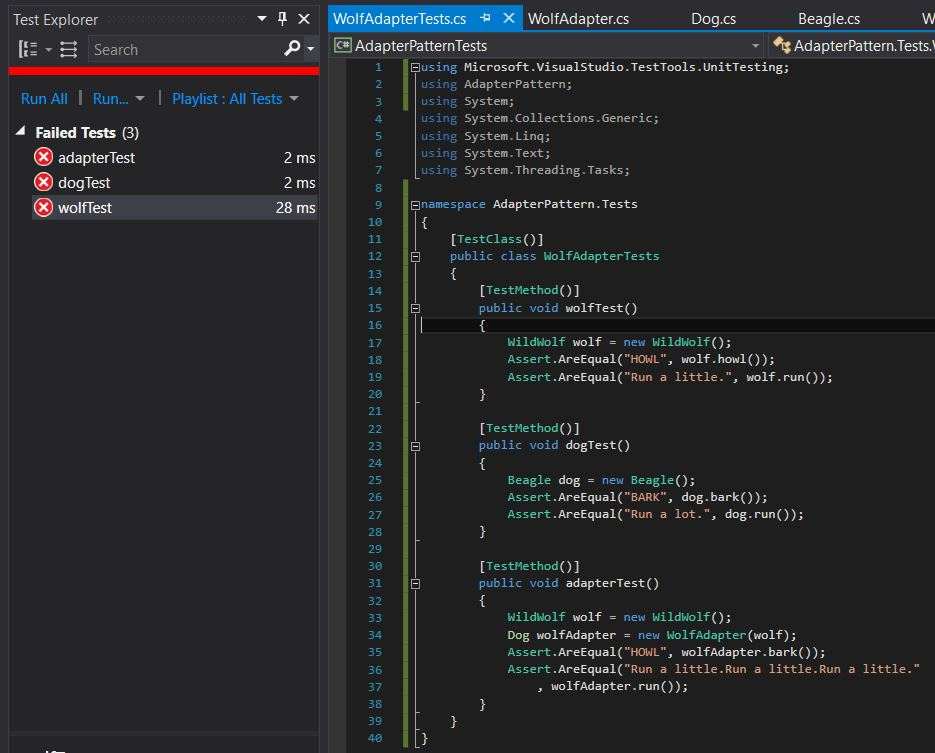 Test Explorer
Search
Run All | Run... | Playlist : All Tests
Failed Tests (3)
adapterTest 2 ms
dogTest 2 ms
wolfTest 28 ms
WolfAdapterTests.cs WolfAdapter.cs Dog.cs Beagle.cs W
C# AdapterPatternTests AdapterPattern.Tests.
1 using Microsoft.VisualStudio.TestTools.UnitTesting;
2 using AdapterPattern;
3 using System;
4 using System.Collections.Generic;
5 using System.Linq;
6 using System.Text;
7 using System.Threading.Tasks;
8
9 namespace AdapterPattern.Tests
10 {
11     [TestClass()]
12     public class WolfAdapterTests
13     {
14         [TestMethod()]
15         public void wolfTest()
16         {
17             WildWolf wolf = new WildWolf();
18             Assert.AreEqual("HOWL", wolf.howl());
19             Assert.AreEqual("Run a little.", wolf.run());
20         }
21
22         [TestMethod()]
23         public void dogTest()
24         {
25             Beagle dog = new Beagle();
26             Assert.AreEqual("BARK", dog.bark());
27             Assert.AreEqual("Run a lot.", dog.run());
28         }
29
30         [TestMethod()]
31         public void adapterTest()
32         {
33             WildWolf wolf = new WildWolf();
34             Dog wolfAdapter = new WolfAdapter(wolf);
35             Assert.AreEqual("HOWL", wolfAdapter.bark());
36             Assert.AreEqual("Run a little.Run a little.Run a little."
37                 , wolfAdapter.run());
38         }
39     }
40 }